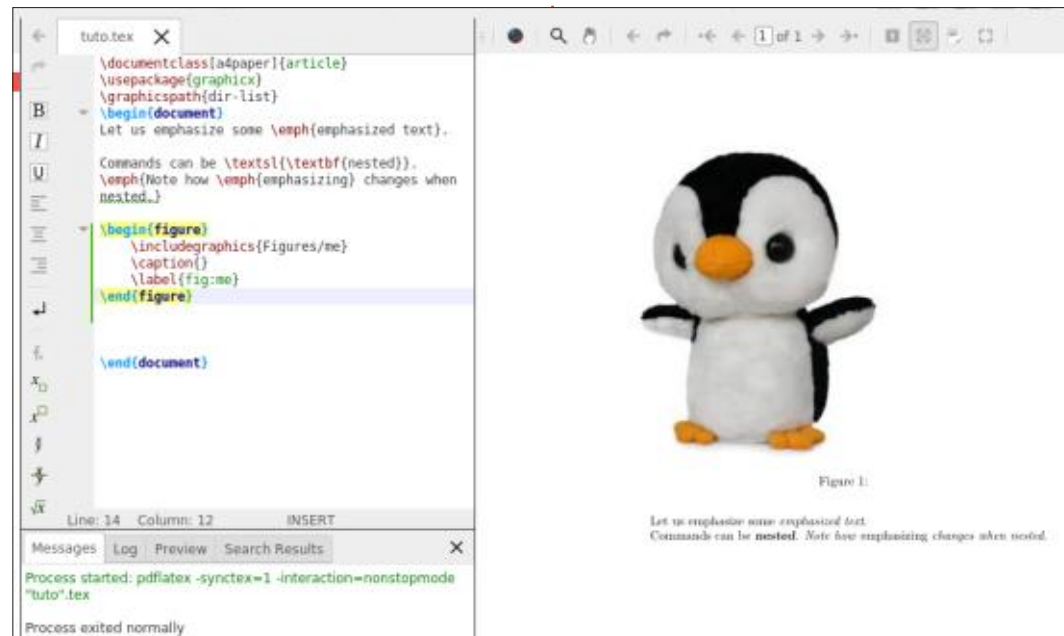 tuto.tex
1 of 1
\documentclass[a4paper]{article}
\usepackage{graphicx}
\graphicspath{dir-list}
\begin{document}
Let us emphasize some \emph{emphasized text}.
Commands can be \textsl{\textbf{nested}}.
\emph{Note how \emph{emphasizing} changes when
nested.}
\begin{figure}
\includegraphics{Figures/me}
\caption{}
\label{fig:me}
\end{figure}
\end{document}
Line: 14 Column: 12 INSERT
Messages Log Preview Search Results
Process started: pdflatex -synctex=1 -interaction=nonstopmode
"tuto".tex
Process exited normally
Figure 1:
Let us emphasize some emphasized text.
Commands can be nested. Note how emphasizing changes when nested.